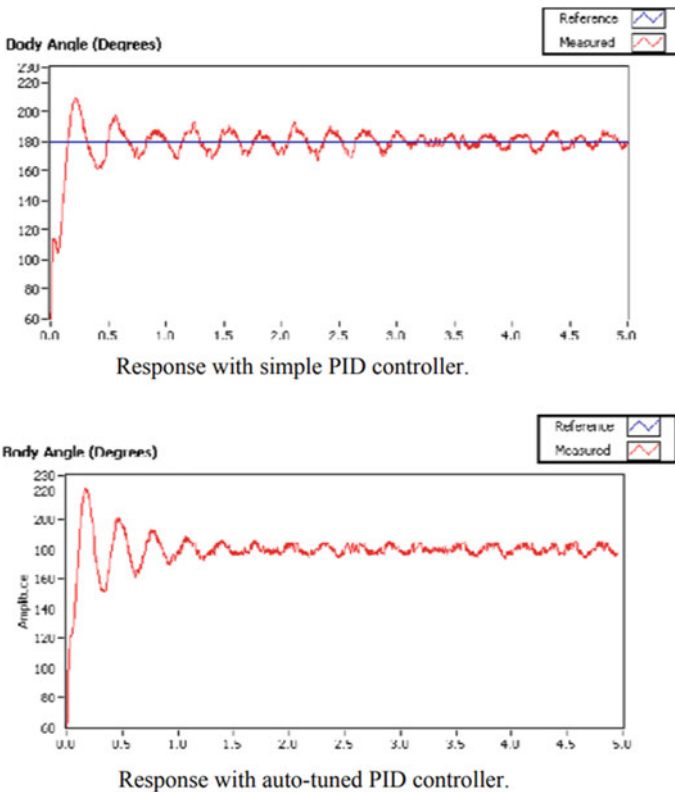 Reference
Measured
Body Angle (Degrees)
230
220
200
180
160
140
120
100
80
60
0.0 0.5 1.0 1.5 2.0 2.5 3.0 3.5 4.0 4.5 5.0
Response with simple PID controller.
Reference
Measured
Body Angle (Degrees)
230
220
200
180
160
140
120
100
80
60
Amplitude
0.0 0.5 1.0 1.5 2.0 2.5 3.0 3.5 4.0 4.5 5.0
Response with auto-tuned PID controller.